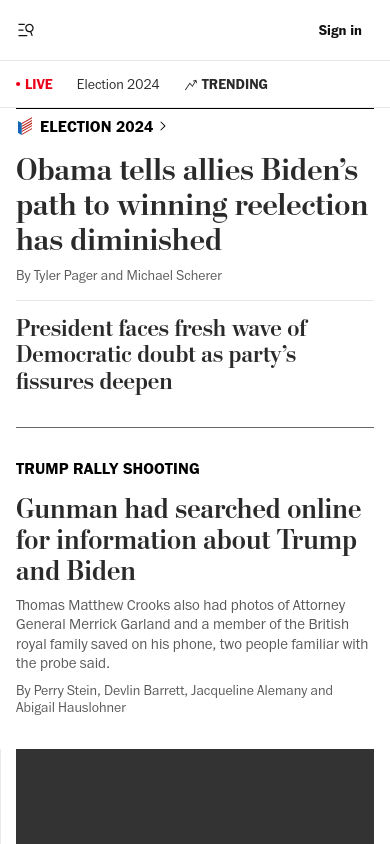 Sign in
• LIVE Election 2024 TRENDING
ELECTION 2024
Obama tells allies Biden’s
path to winning reelection
has diminished
By Tyler Pager and Michael Scherer
President faces fresh wave of
Democratic doubt as party’s
fissures deepen
TRUMP RALLY SHOOTING
Gunman had searched online
for information about Trump
and Biden
Thomas Matthew Crooks also had photos of Attorney
General Merrick Garland and a member of the British
royal family saved on his phone, two people familiar with
the probe said.
By Perry Stein, Devlin Barrett, Jacqueline Alemany and
Abigail Hauslohner